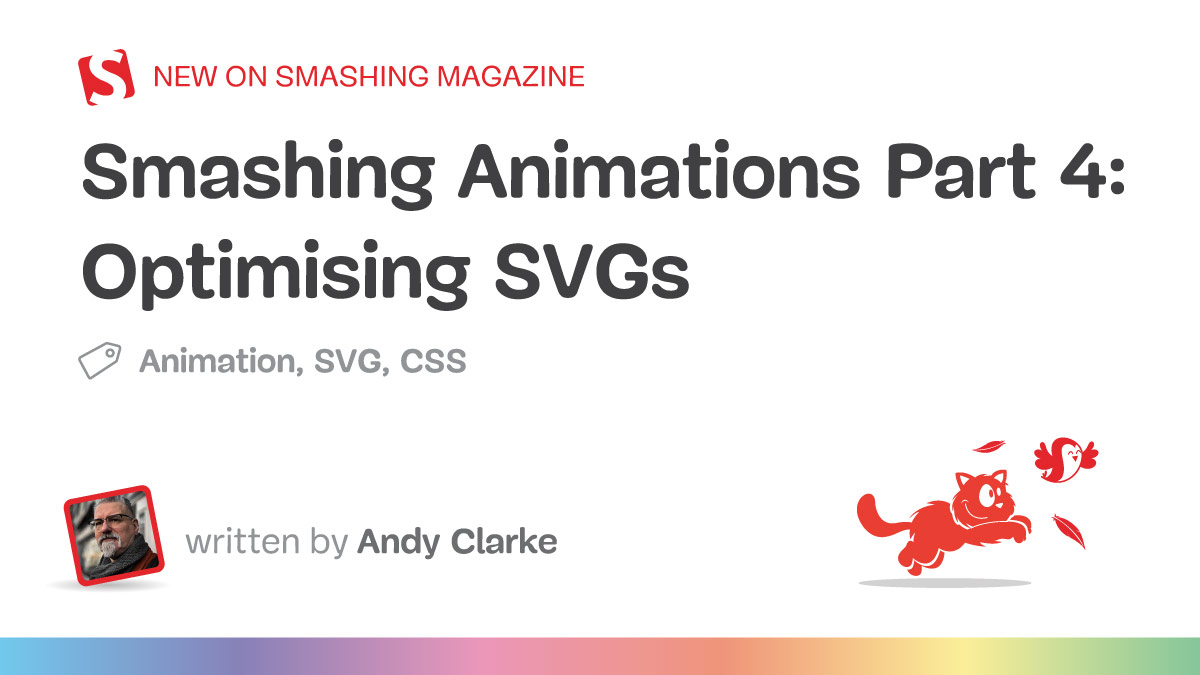 NEW ON SMASHING MAGAZINE
Smashing Animations Part 4:
Optimising SVGs
Animation, SVG, CSS
written by Andy Clarke